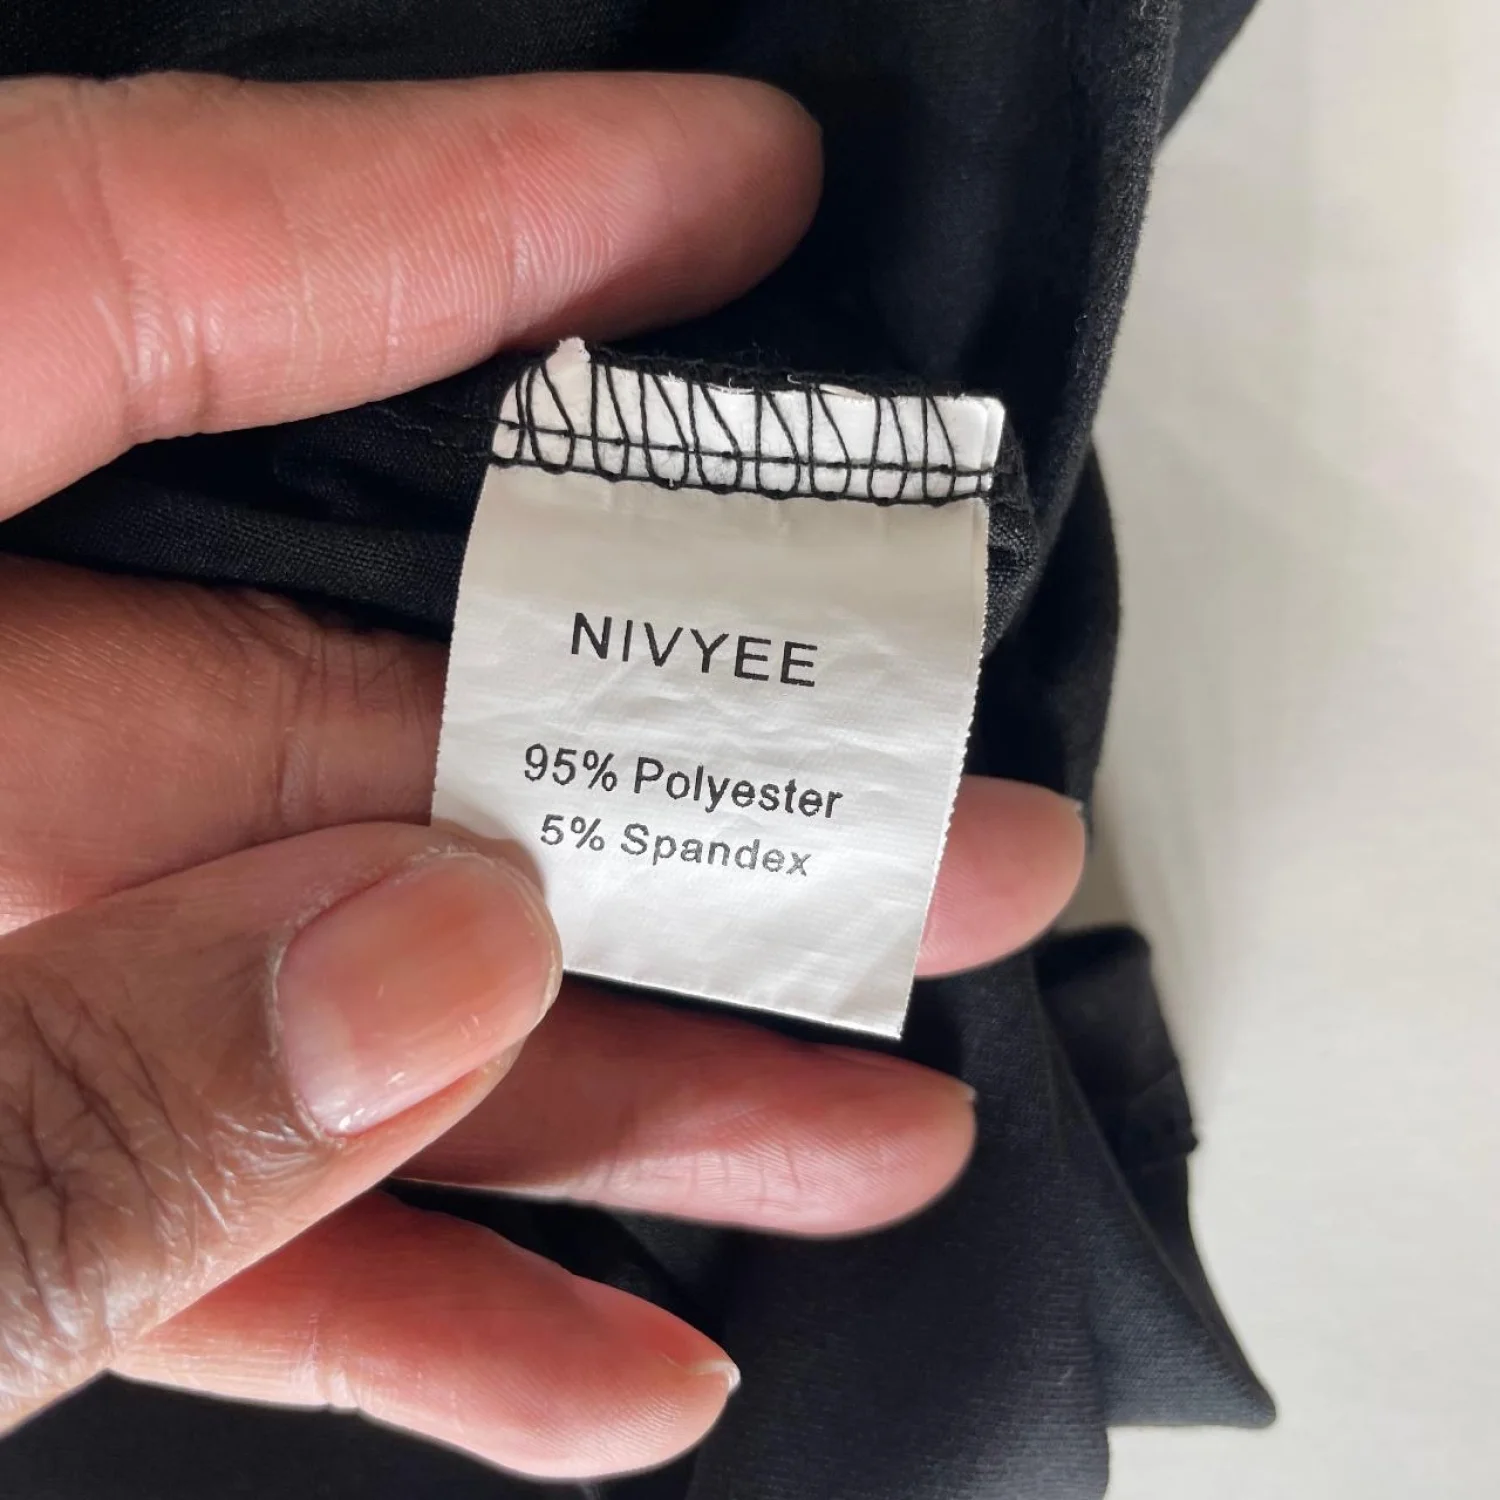 NIVYEE
95% Polyester
5% Spandex